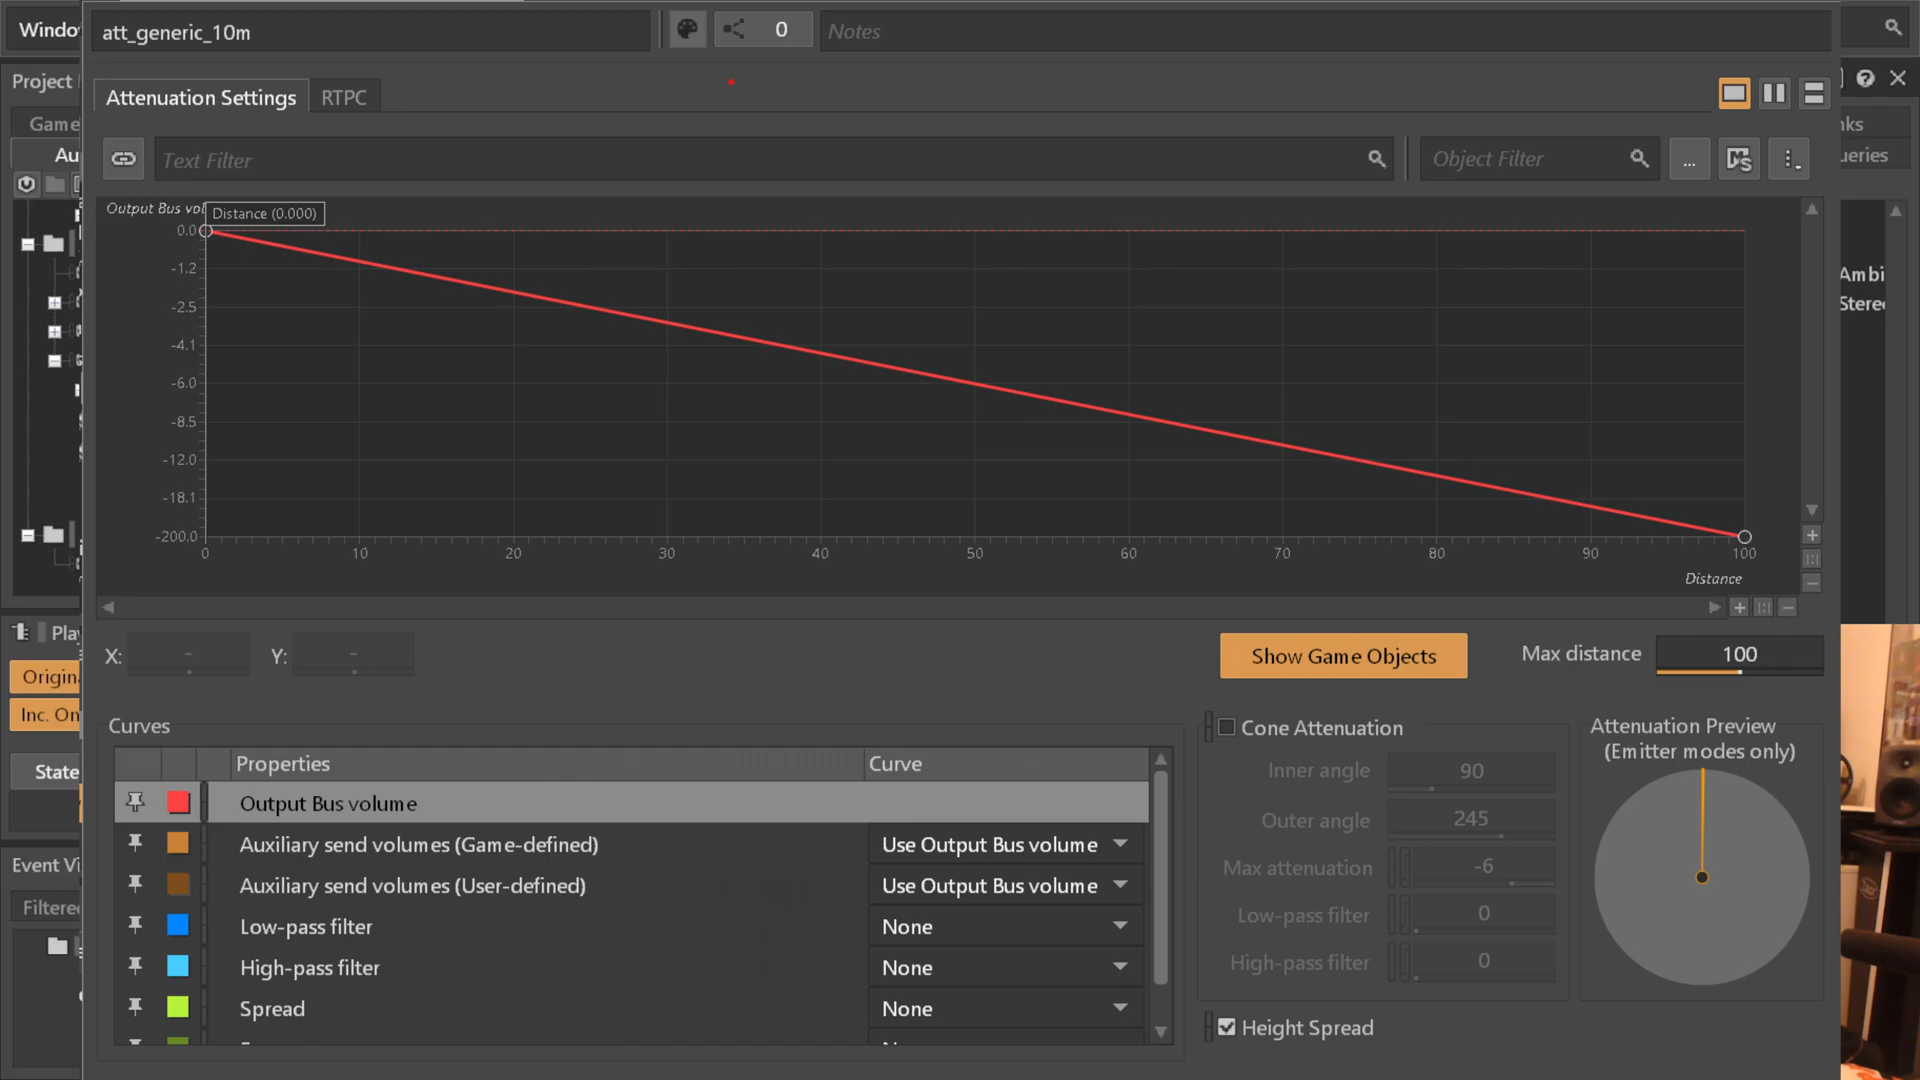 Windo
att_generic_10m
0
Notes
Project
Attenuation Settings
RTPC
Game
Au
Text Filter
Object Filter
...
nks
ueries
Output Bus vol
Distance (0.000)
0.0
-1.2
-2.5
-4.1
-6.0
-8.5
-12.0
-18.1
-200.0
0
10
20
30
40
50
60
70
80
90
100
Distance
Ambi
Stereo
Play
X:
-
Y:
-
Show Game Objects
Max distance
100
Origina
Inc. On
State
Event Vi
Filtered
Curves
Properties
Curve
Output Bus volume
Auxiliary send volumes (Game-defined)
Use Output Bus volume
Auxiliary send volumes (User-defined)
Use Output Bus volume
Low-pass filter
None
High-pass filter
None
Spread
None
Cone Attenuation
Inner angle
90
Outer angle
245
Max attenuation
-6
Low-pass filter
0
High-pass filter
0
Height Spread
Attenuation Preview
(Emitter modes only)